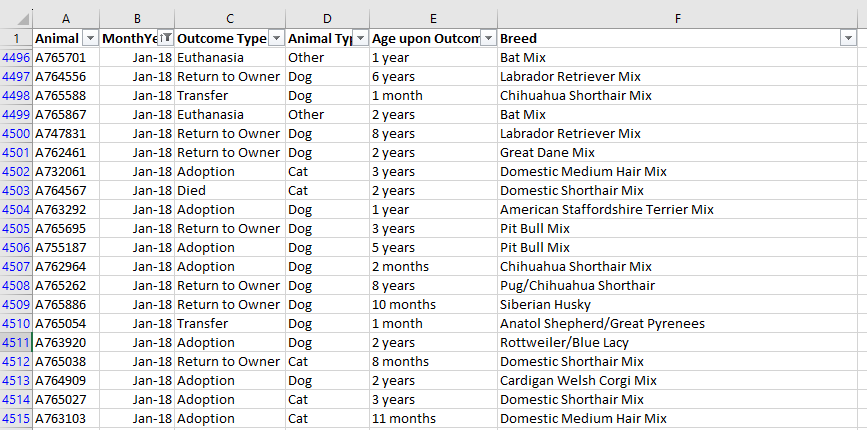 A B C D E F
1 Animal MonthYe Outcome Type Animal Ty Age upon Outcom Breed
4496 A765701 Jan-18 Euthanasia Other 1 year Bat Mix
4497 A764556 Jan-18 Return to Owner Dog 6 years Labrador Retriever Mix
4498 A765588 Jan-18 Transfer Dog 1 month Chihuahua Shorthair Mix
4499 A765867 Jan-18 Euthanasia Other 2 years Bat Mix
4500 A747831 Jan-18 Return to Owner Dog 8 years Labrador Retriever Mix
4501 A762461 Jan-18 Return to Owner Dog 2 years Great Dane Mix
4502 A732061 Jan-18 Adoption Cat 3 years Domestic Medium Hair Mix
4503 A764567 Jan-18 Died Cat 2 years Domestic Shorthair Mix
4504 A763292 Jan-18 Adoption Dog 1 year American Staffordshire Terrier Mix
4505 A765695 Jan-18 Return to Owner Dog 3 years Pit Bull Mix
4506 A755187 Jan-18 Adoption Dog 5 years Pit Bull Mix
4507 A762964 Jan-18 Adoption Dog 2 months Chihuahua Shorthair Mix
4508 A765262 Jan-18 Return to Owner Dog 8 years Pug/Chihuahua Shorthair
4509 A765886 Jan-18 Return to Owner Dog 10 months Siberian Husky
4510 A765054 Jan-18 Transfer Dog 1 month Anatol Shepherd/Great Pyrenees
4511 A763920 Jan-18 Adoption Dog 2 years Rottweiler/Blue Lacy
4512 A765038 Jan-18 Return to Owner Cat 8 months Domestic Shorthair Mix
4513 A764909 Jan-18 Adoption Dog 2 years Cardigan Welsh Corgi Mix
4514 A765027 Jan-18 Adoption Cat 3 years Domestic Shorthair Mix
4515 A763103 Jan-18 Adoption Cat 11 months Domestic Medium Hair Mix